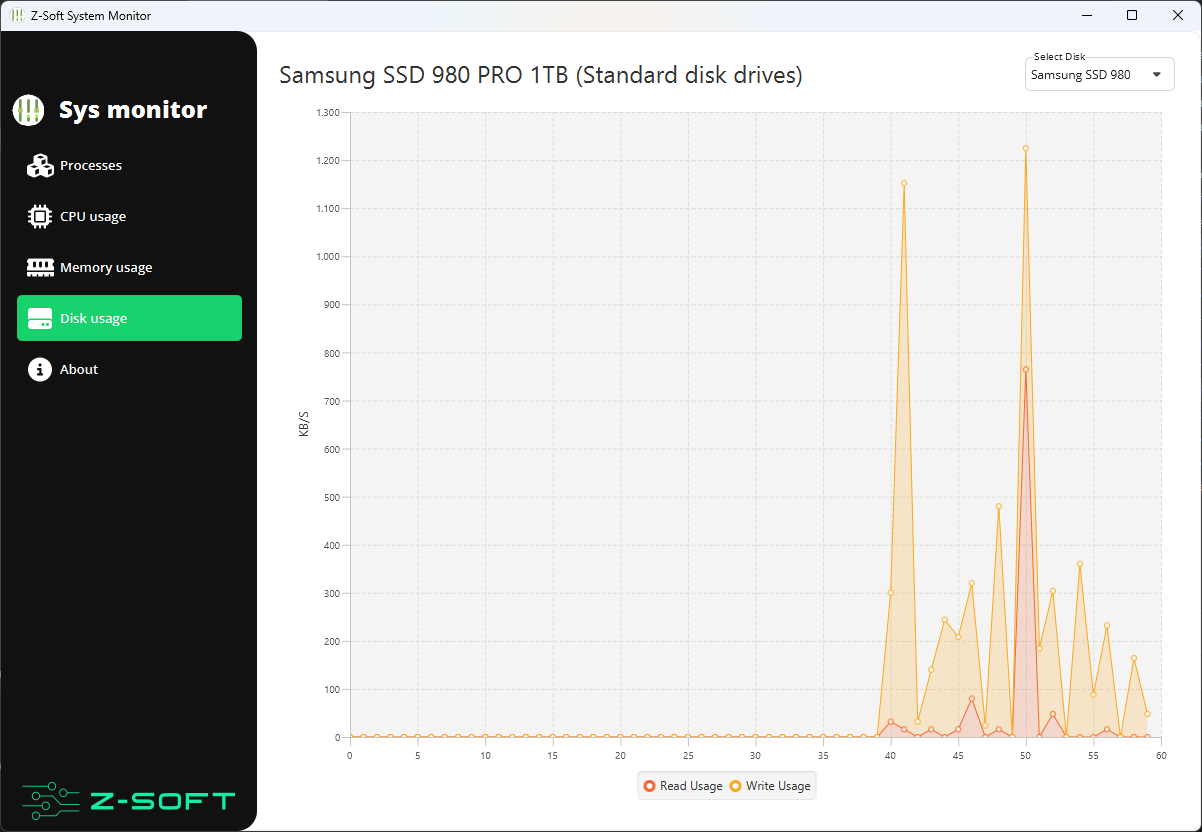 Z-Soft System Monitor
Sys monitor
Processes
CPU usage
Memory usage
Disk usage
About
Z-SOFT
Samsung SSD 980 PRO 1TB (Standard disk drives)
Select Disk
Samsung SSD 980
KB/S
1.300
1.200
1.100
1.000
900
800
700
600
500
400
300
200
100
0
0 5 10 15 20 25 30 35 40 45 50 55 60
Read Usage Write Usage